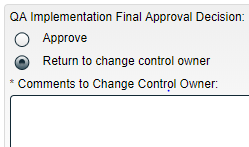 QA Implementation Final Approval Decision:
Approve
Return to change control owner
* Comments to Change Control Owner: